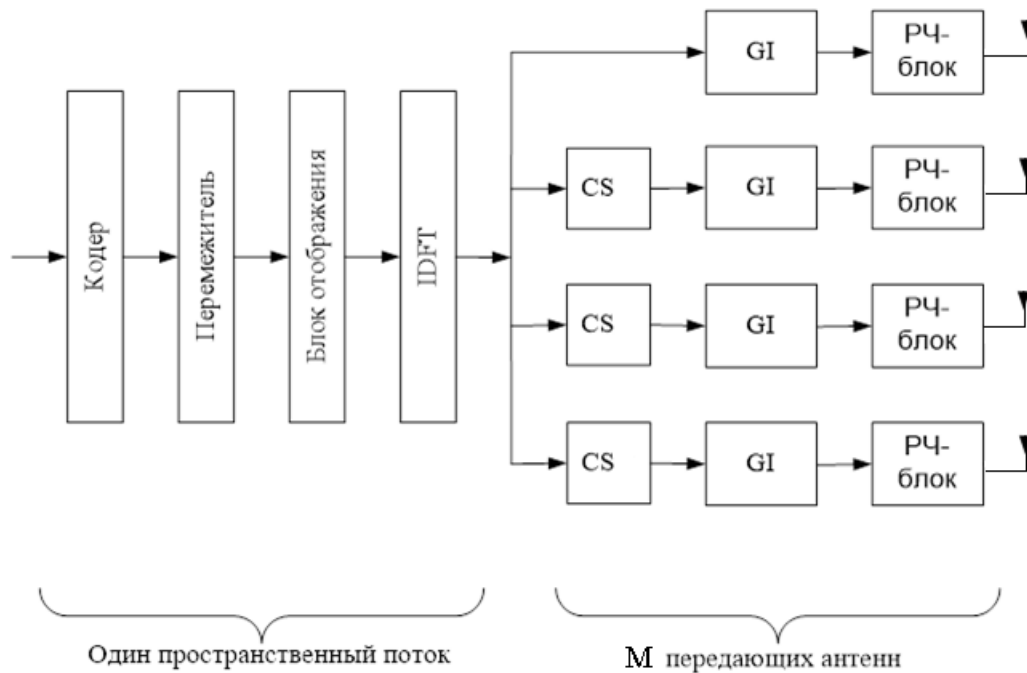 Кодер
Перемежитель
Блок отображения
IDFT
GI
РЧ-
блок
CS
GI
РЧ-
блок
CS
GI
РЧ-
блок
CS
GI
РЧ-
блок
Один пространственный поток
M передающих антенн